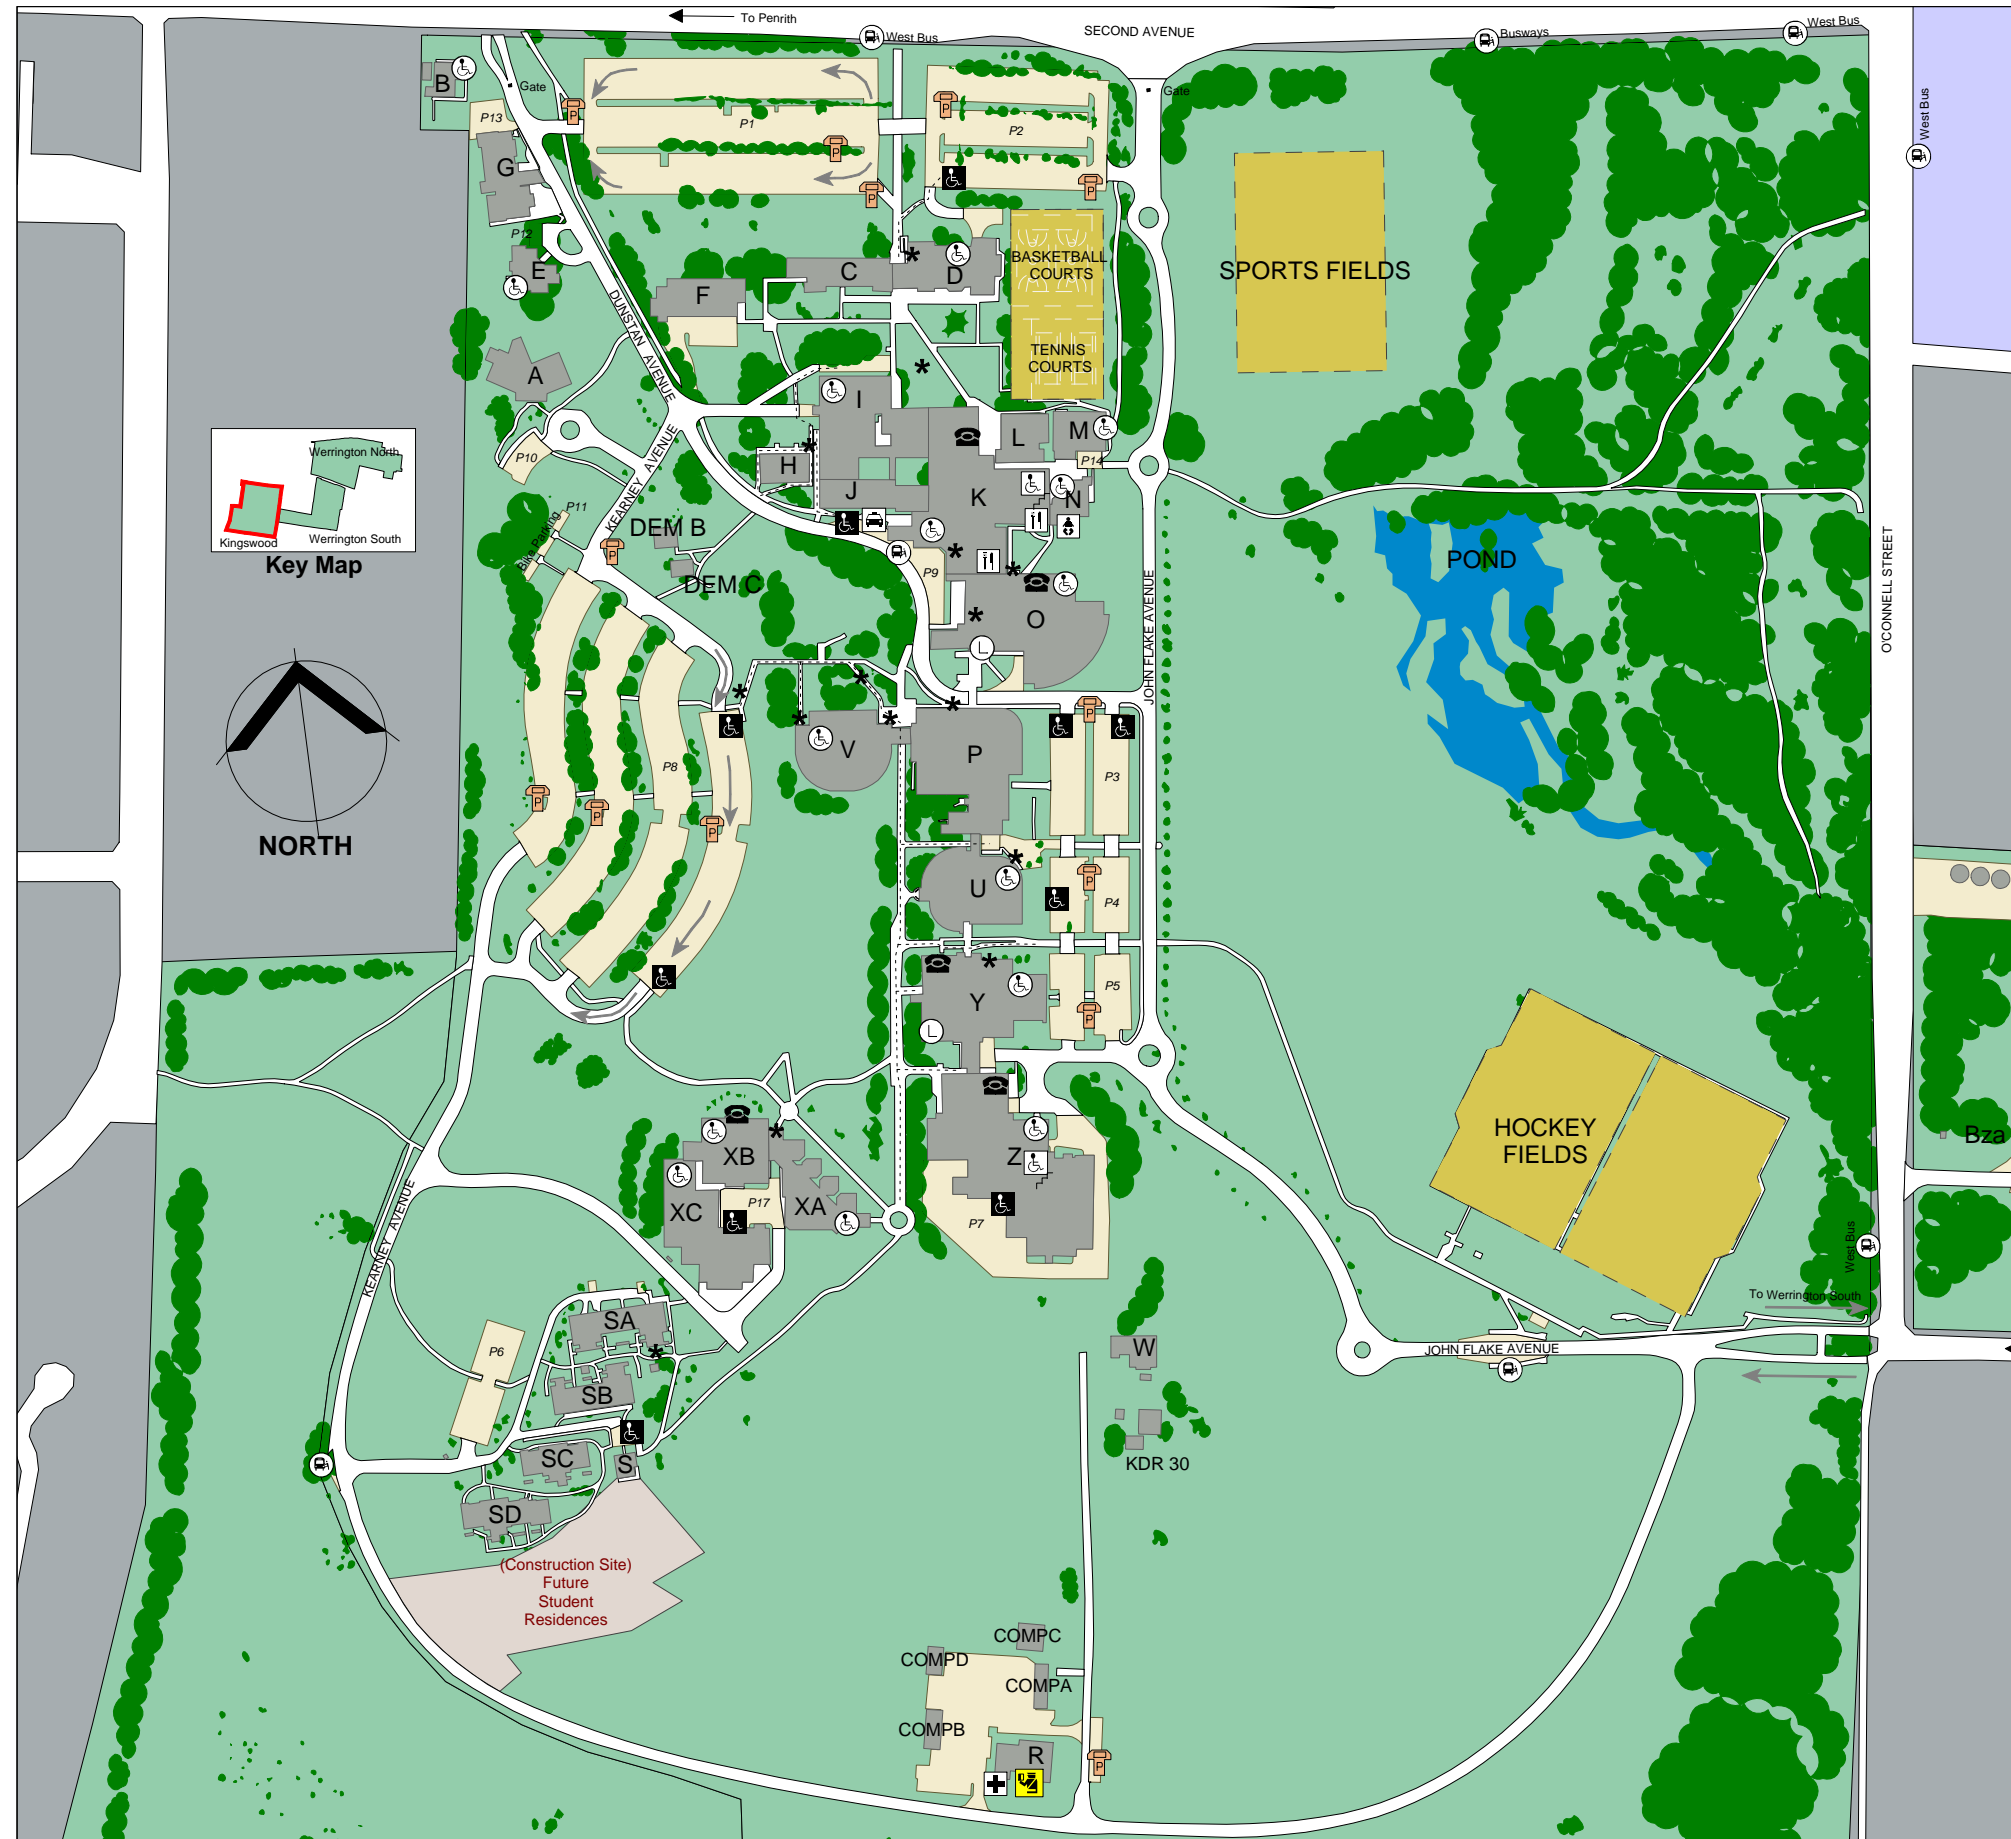 To Penrith
SECOND AVENUE
West Bus
Busways
West Bus
B
Gate
P13
P1
P2
Gate
West Bus
P
P
P
P
P
G
P12
E
C
D
BASKETBALL
COURTS
SPORTS FIELDS
F
DUNSTAN AVENUE
TENNIS
COURTS
A
I
L
M
P14
H
J
K
N
P10
KEARNEY AVENUE
P11
Bike Parking
DEM B
DEM C
P
Werrington North
Kingswood
Werrington South
Key Map
P9
O
L
POND
O'CONNELL STREET
JOHN FLAKE AVENUE
NORTH
P8
P
P
P
V
P
P
P3
U
P
P4
Y
L
P5
P
HOCKEY
FIELDS
Bza
XB
XC
P17
XA
Z
P7
KEARNEY AVENUE
West Bus
To Werrington South
SA
P6
SB
W
JOHN FLAKE AVENUE
SC
S
KDR 30
SD
(Construction Site)
Future
Student
Residences
COMPC
COMPD
COMPA
COMPB
R
P